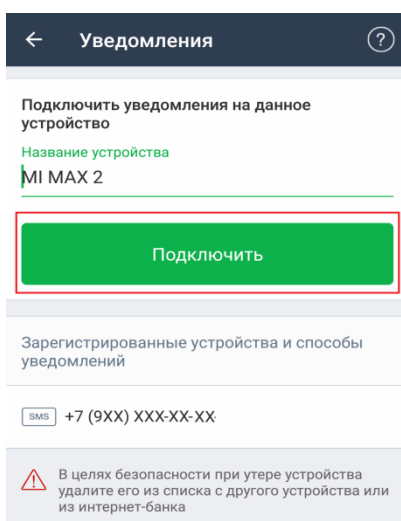 Уведомления ?
Подключить уведомления на данное
устройство
Название устройства
MI MAX 2
Подключить
Зарегистрированные устройства и способы
уведомлений
SMS +7 (9XX) XXX-XX-XX
В целях безопасности при утере устройства
удалите его из списка с другого устройства или
из интернет-банка